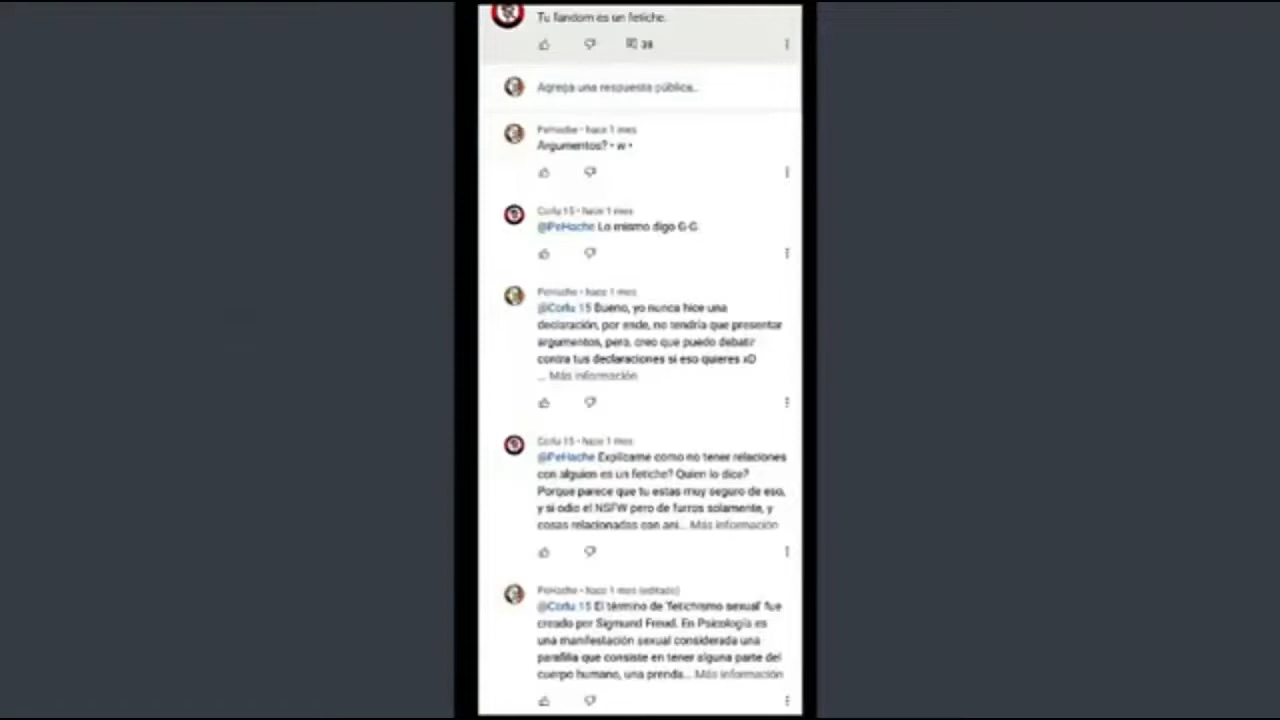 Tu fandom es un fetiche.
38
Agrega una respuesta pública...
PeHache • hace 1 mes
Argumentos? • w •
Corlu 15 • hace 1 mes
@PeHache Lo mismo digo G-G
PeHache • hace 1 mes
@Corlu 15 Bueno, yo nunca hice una
declaración, por ende, no tendría que presentar
argumentos, pero, creo que puedo debatir
contra tus declaraciones si eso quieres xD
... Más información
Corlu 15 • hace 1 mes
@PeHache Explicame como no tener relaciones
con alguien es un fetiche? Quien lo dice?
Porque parece que tu estas muy seguro de eso,
y si odio el NSFW pero de furros solamente, y
cosas relacionadas con ani... Más información
PeHache • hace 1 mes (editado)
@Corlu 15 El término de 'fetichismo sexual' fue
creado por Sigmund Freud. En Psicología es
una manifestación sexual considerada una
parafilia que consiste en tener alguna parte del
cuerpo humano, una prenda... Más información